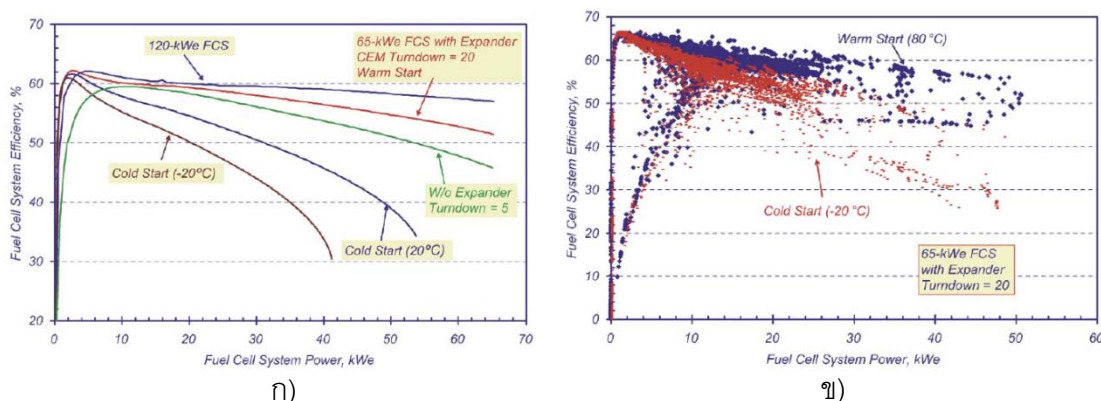 70
60
50
40
30
20
Fuel Cell System Efficiency, %
0 10 20 30 40 50 60 70
Fuel Cell System Power, kWe
120-kWe FCS
65-kWe FCS with Expander
CEM Turndown = 20
Warm Start
Cold Start (-20°C)
W/o Expander
Turndown = 5
Cold Start (20°C)
ก)
70
60
50
40
30
20
10
0
Fuel Cell System Efficiency, %
0 10 20 30 40 50 60
Fuel Cell System Power, kWe
Warm Start (80 °C)
Cold Start (-20 °C)
65-kWe FCS
with Expander
Turndown = 20
ข)